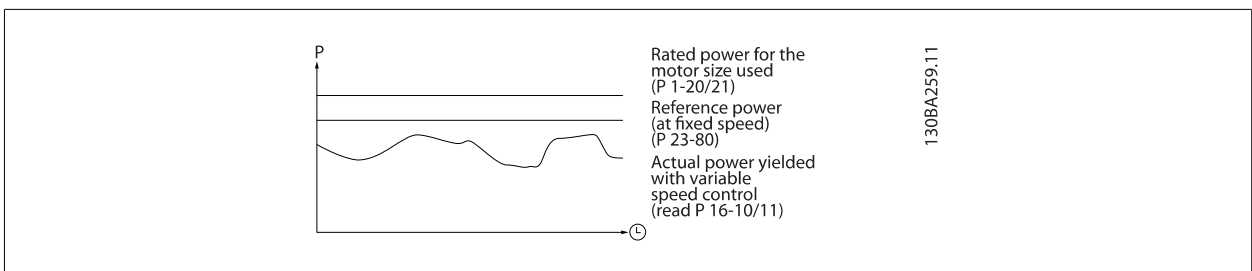 P
Rated power for the
motor size used
(P 1-20/21)
Reference power
(at fixed speed)
(P 23-80)
Actual power yielded
with variable
speed control
(read P 16-10/11)
130BA259.11